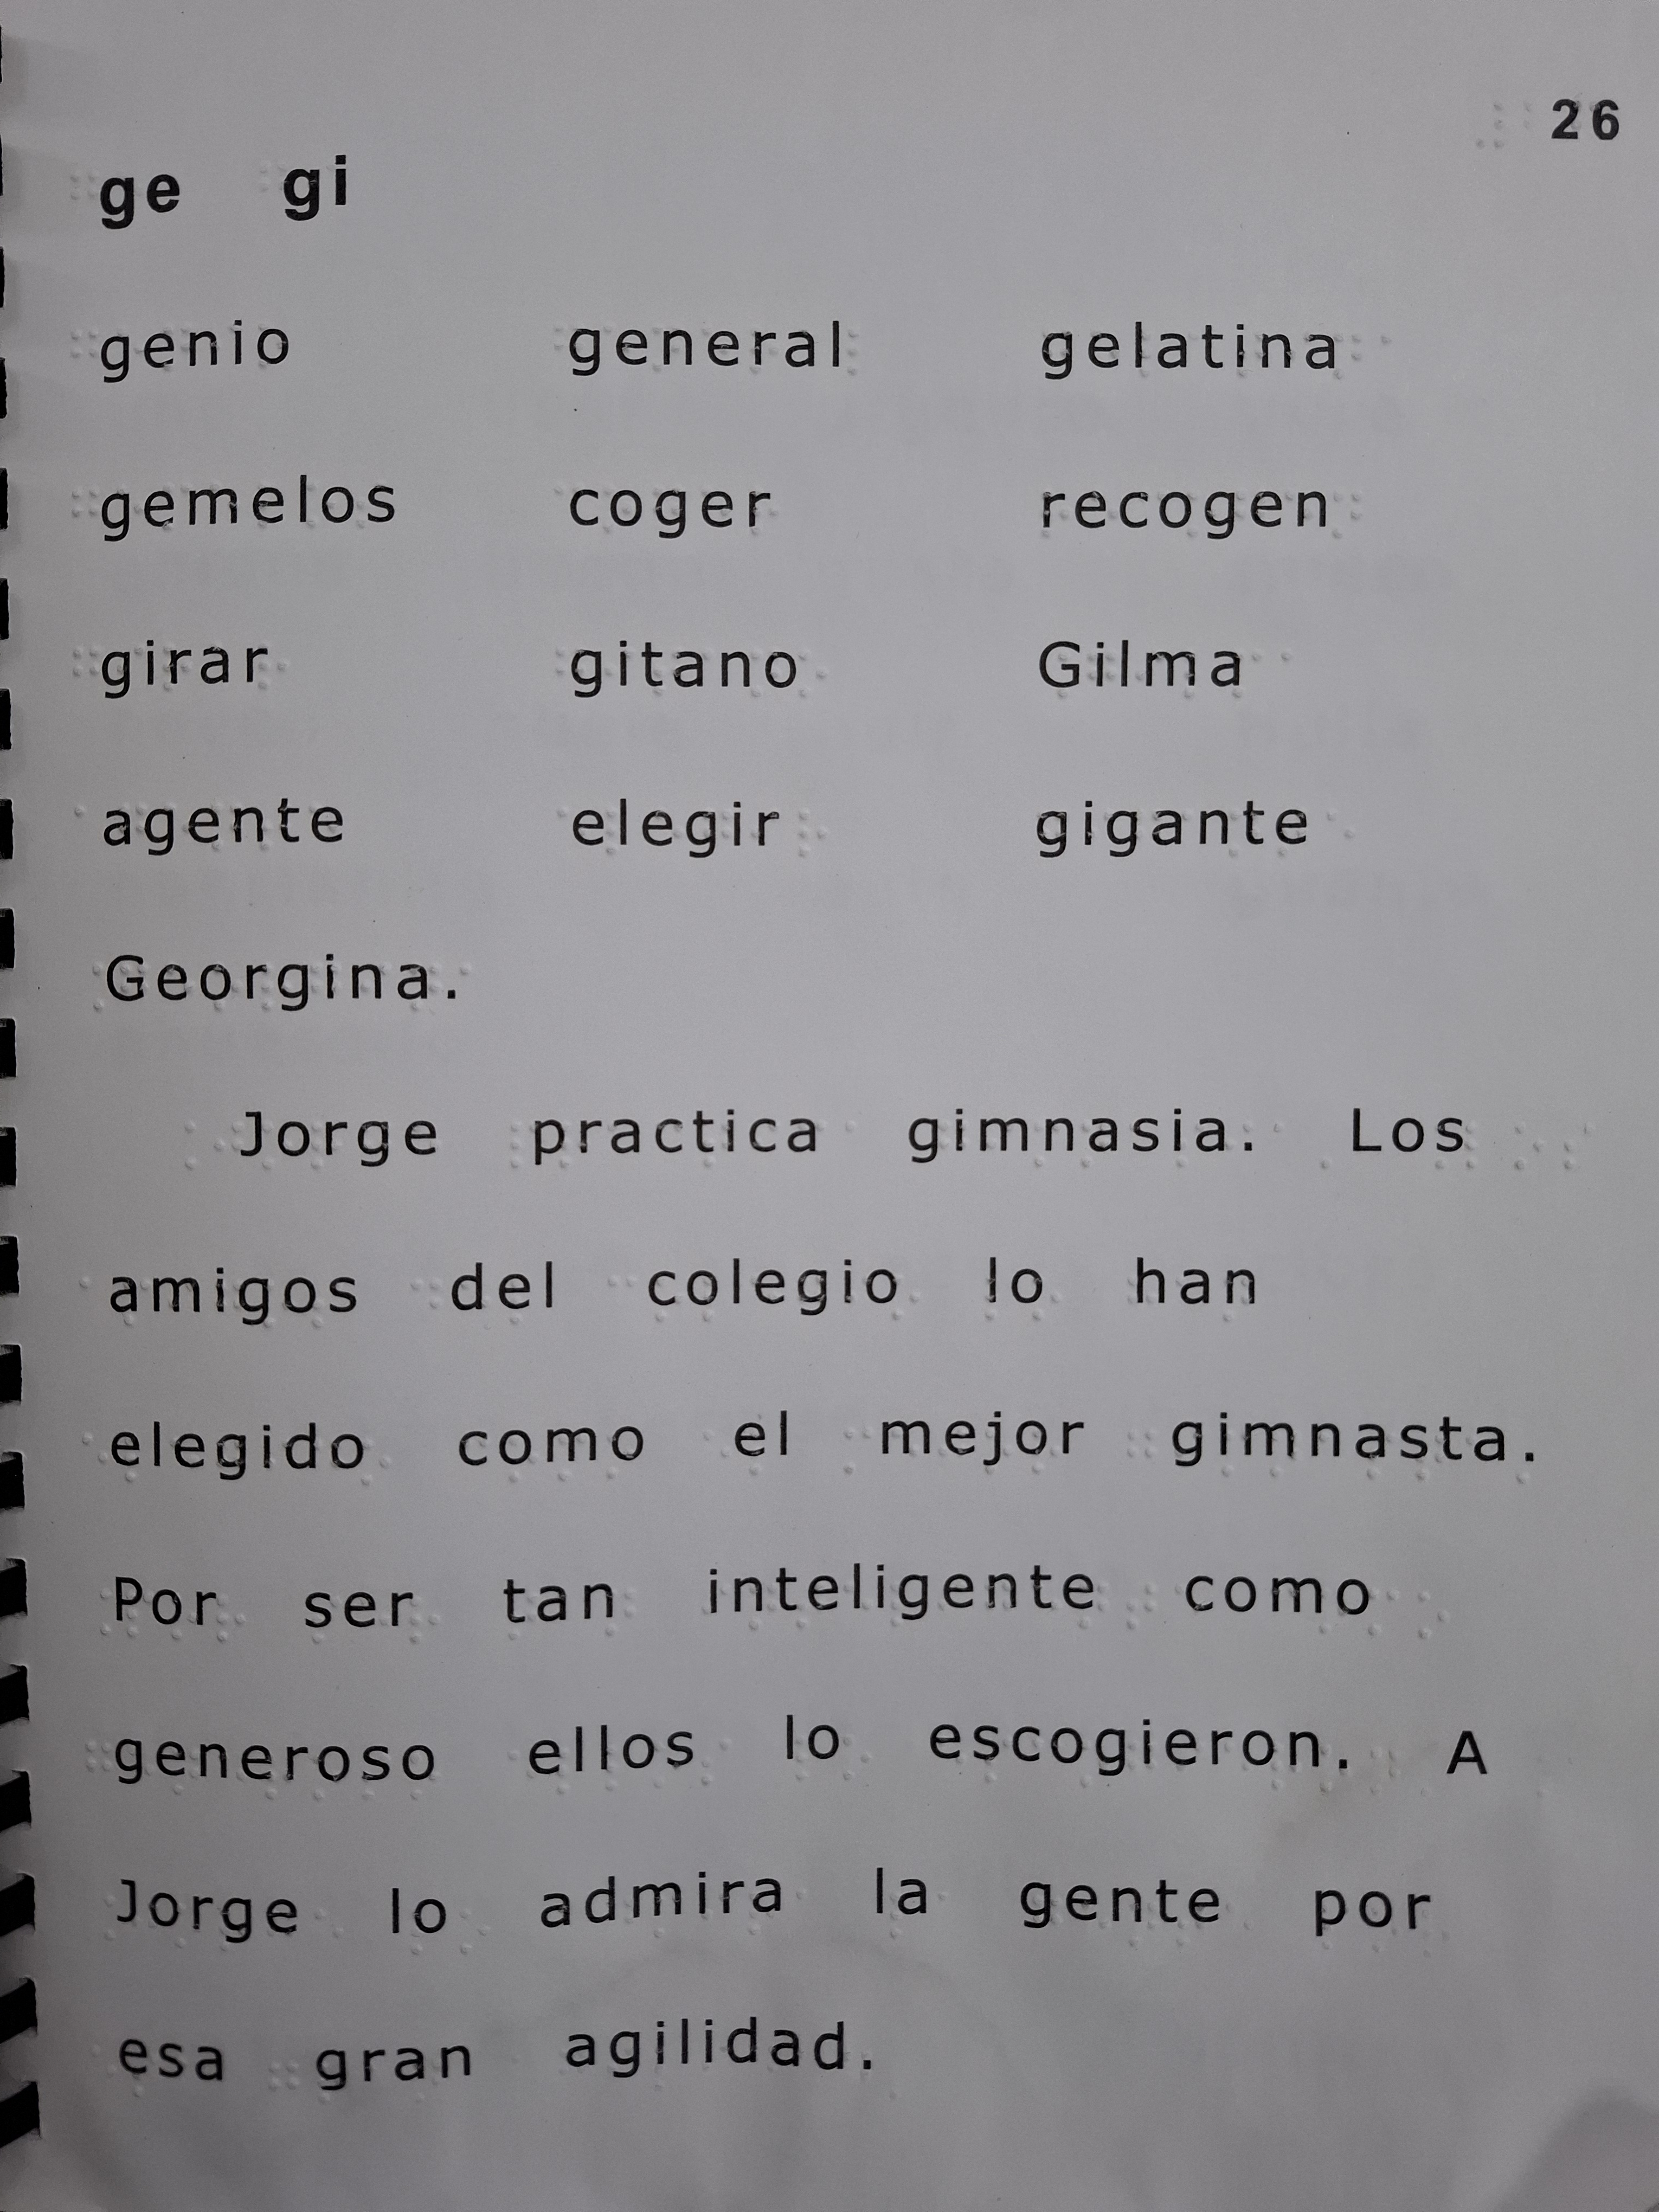 26
ge gi
genio general gelatina
gemelos coger recogen
girar gitano Gilma
agente elegir gigante
Georgina.
Jorge practica gimnasia. Los
amigos del colegio lo han
elegido como el mejor gimnasta.
Por ser tan inteligente como
generoso ellos lo escogieron. A
Jorge lo admira la gente por
esa gran agilidad.